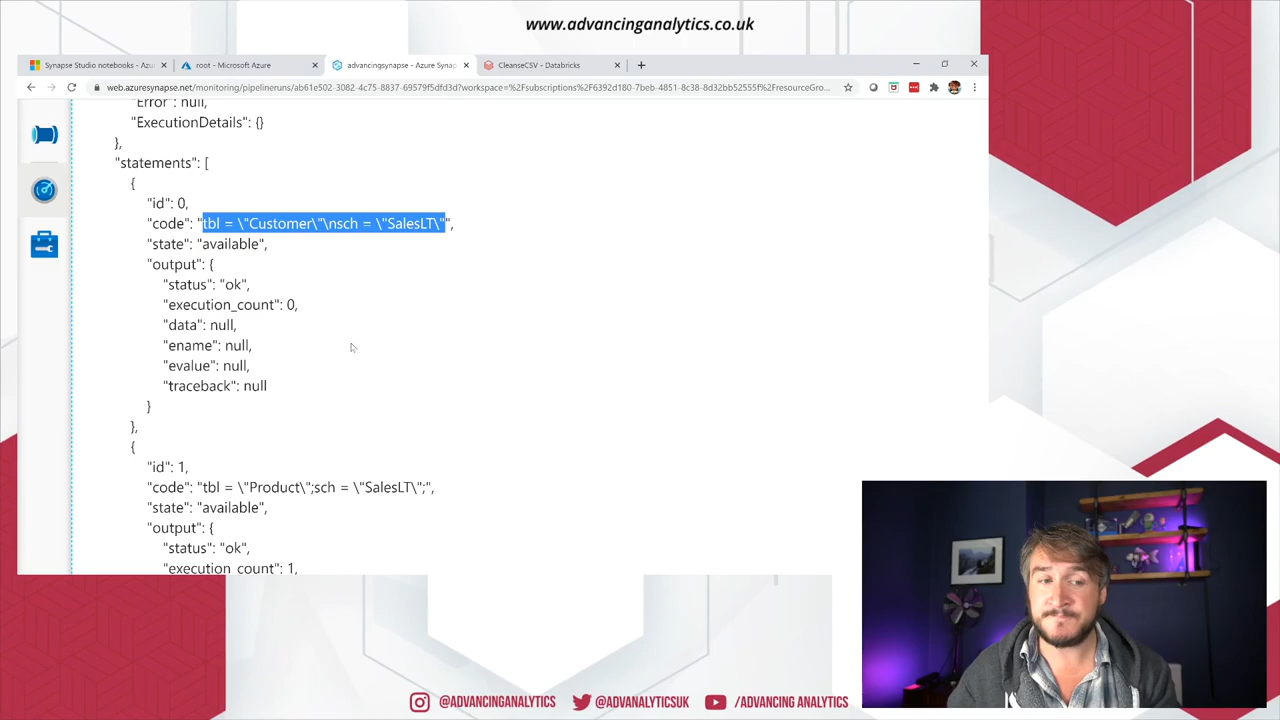 www.advancinganalytics.co.uk
Synapse Studio notebooks - Azu
root - Microsoft Azure
advancingsynapse - Azure Synap
CleanseCSV - Databricks
"Error": null,
"ExecutionDetails": {}
},
"statements": [
{
"id": 0,
"code": "tbl = \"Customer\"\nsch = \"SalesLT\"",
"state": "available",
"output": {
"status": "ok",
"execution_count": 0,
"data": null,
"ename": null,
"evalue": null,
"traceback": null
}
},
{
"id": 1,
"code": "tbl = \"Product\";sch = \"SalesLT\";",
"state": "available",
"output": {
"status": "ok",
"execution_count": 1,
@ADVANCINGANALYTICS
@ADVANALYTICSUK
/ADVANCING ANALYTICS